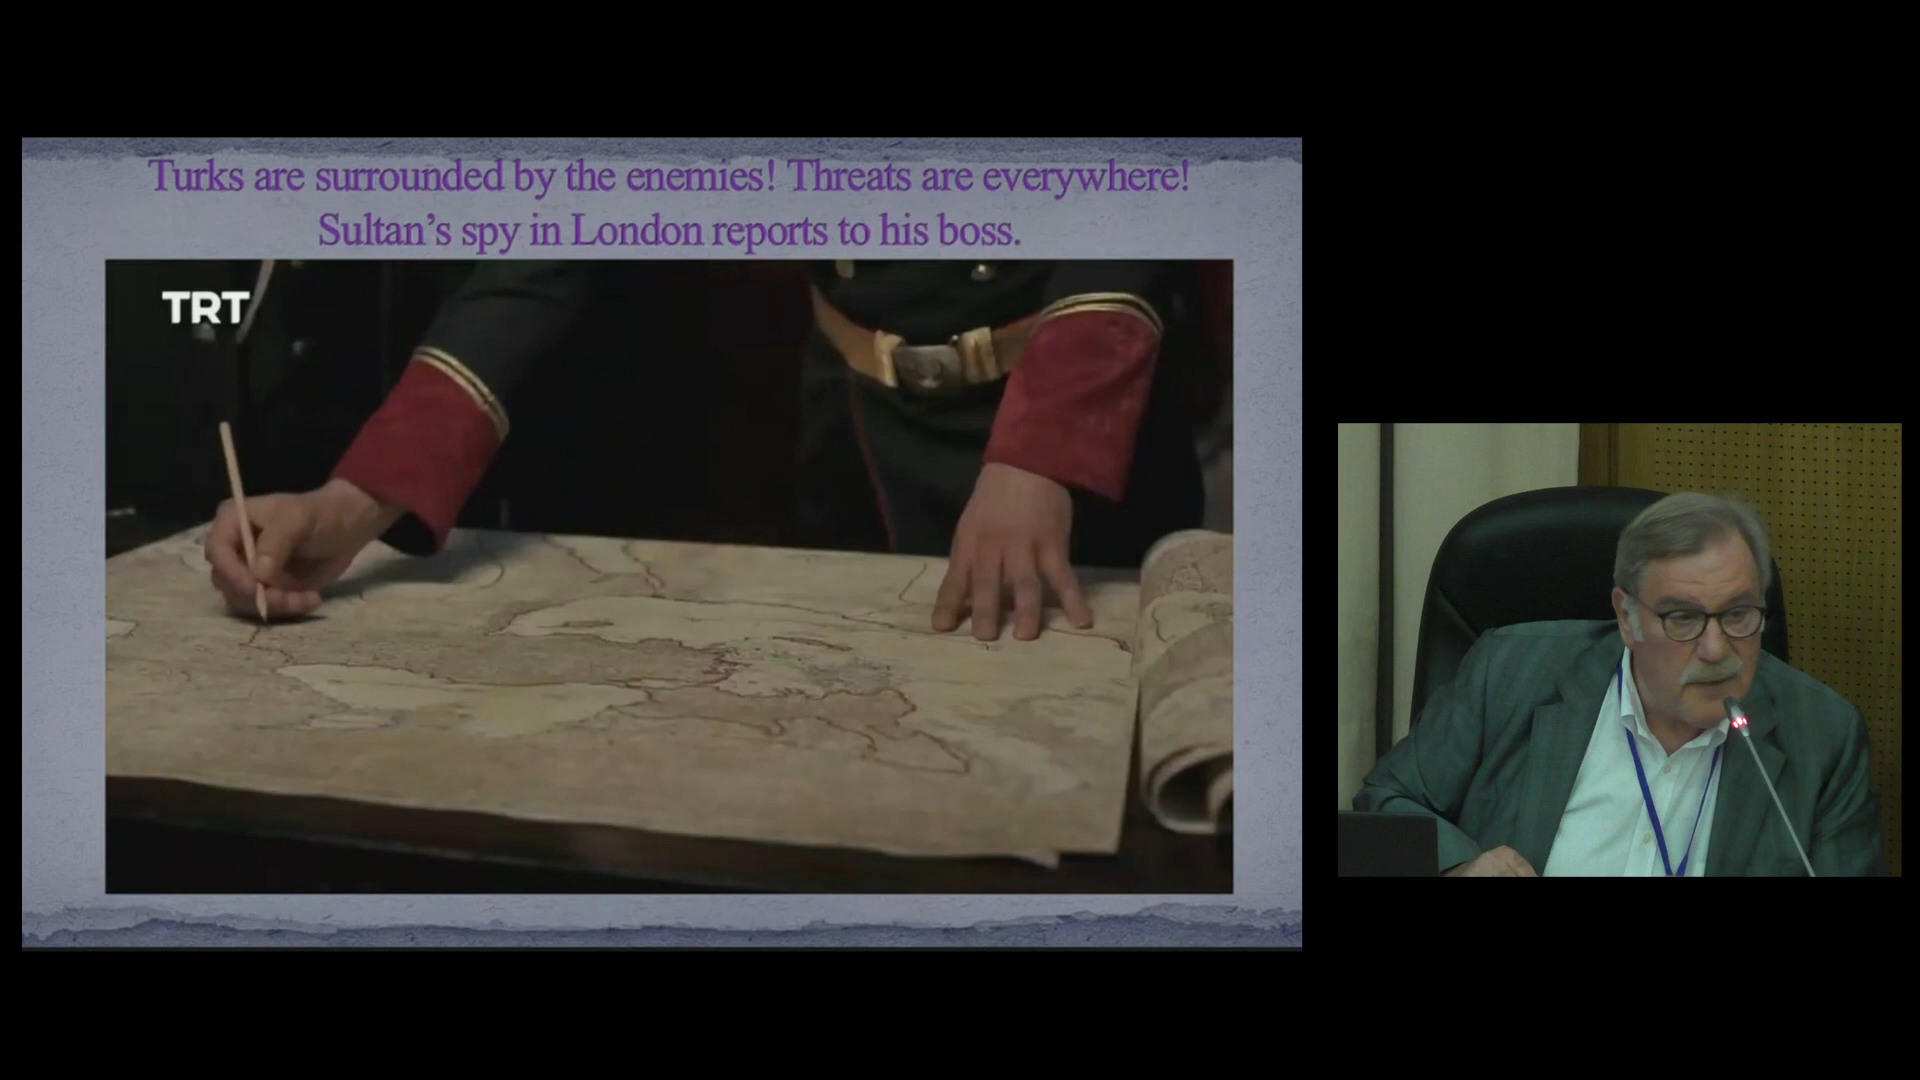 Turks are surrounded by the enemies! Threats are everywhere!
Sultan’s spy in London reports to his boss.
TRT